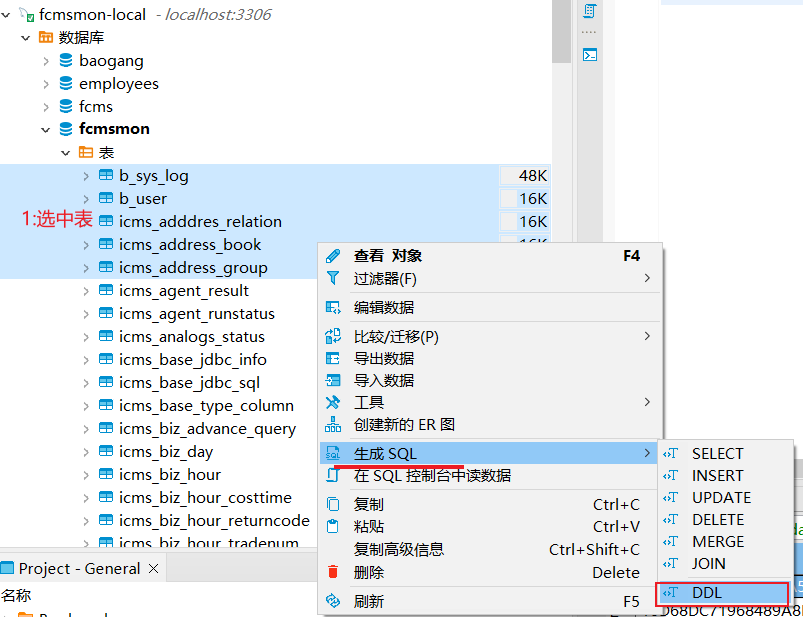 fcmsmon-local - localhost:3306
数据库
baogang
employees
fcms
fcmsmon
表
b_sys_log 48K
b_user 16K
1:选中表 icms_adddres_relation 16K
icms_address_book 16K
icms_address_group
icms_agent_result
icms_agent_runstatus
icms_analogs_status
icms_base_jdbc_info
icms_base_jdbc_sql
icms_base_type_column
icms_biz_advance_query
icms_biz_day
icms_biz_hour
icms_biz_hour_costtime
icms_biz_hour_returncode
icms_biz_hour_tradenum
Project - General
名称
查看 对象 F4
过滤器(F)
编辑数据
比较/迁移(P)
导出数据
导入数据
工具
创建新的 ER 图
生成 SQL
在 SQL 控制台中读数据
复制 Ctrl+C
粘贴 Ctrl+V
复制高级信息 Ctrl+Shift+C
删除 Delete
刷新 F5
SELECT
INSERT
UPDATE
DELETE
MERGE
JOIN
DDL